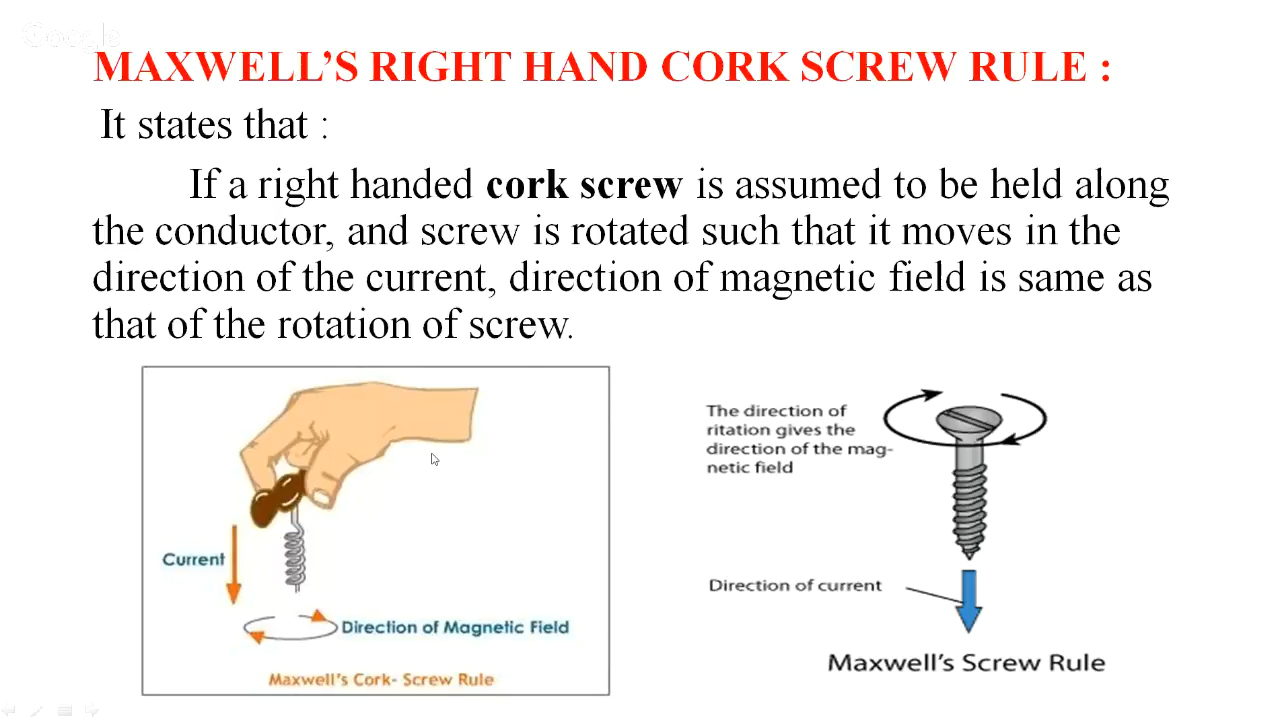 Google
MAXWELL'S RIGHT HAND CORK SCREW RULE :
It states that :
If a right handed cork screw is assumed to be held along
the conductor, and screw is rotated such that it moves in the
direction of the current, direction of magnetic field is same as
that of the rotation of screw.
Current
Direction of Magnetic Field
Maxwell's Cork- Screw Rule
The direction of
ritation gives the
direction of the mag-
netic field
Direction of current
Maxwell's Screw Rule